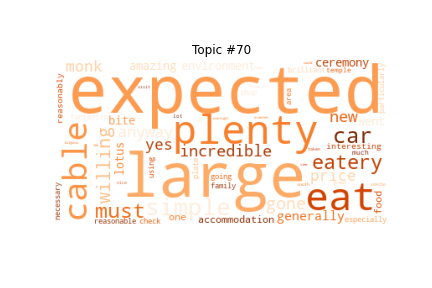 Topic #70
monk amazing environment brilliant ceremony
temple
reasonably expected area particularly
bite plenty new
anyway car
cable willing lotus yes incredible interesting
much
using large eatery
going price
family
necessary must simple gone eat food
reasonable check one accommodation generally especially